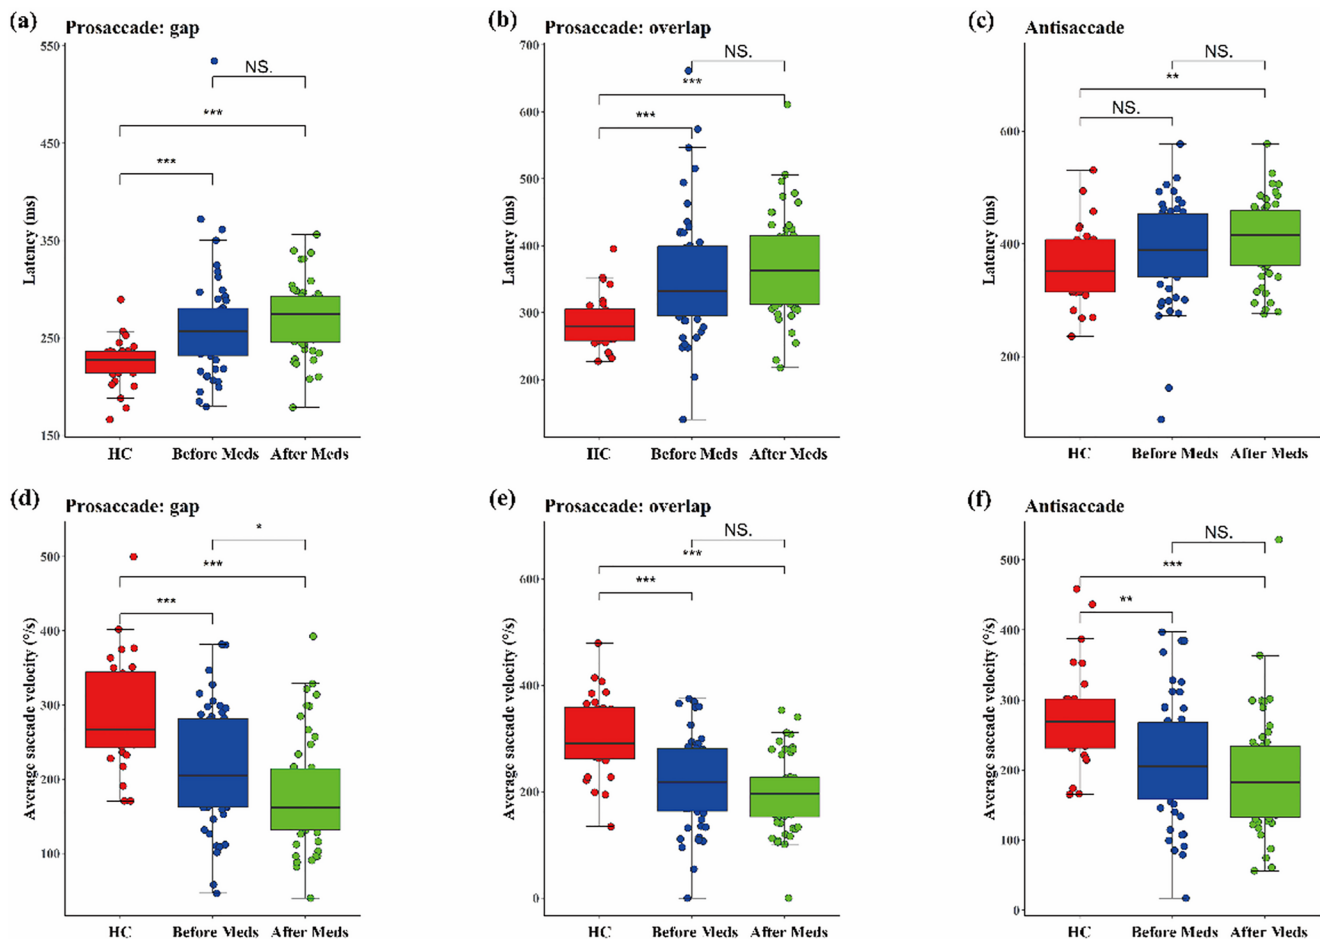 (a) Prosaccade: gap
Latency (ms)
550
450
350
250
150
NS.
***
***
HC Before Meds After Meds
(b) Prosaccade: overlap
Latency (ms)
700
600
500
400
300
200
NS.
***
***
HC Before Meds After Meds
(c) Antisaccade
Latency (ms)
600
400
200
NS.
**
NS.
HC Before Meds After Meds
(d) Prosaccade: gap
Average saccade velocity (°/s)
500
400
300
200
100
*
***
***
HC Before Meds After Meds
(e) Prosaccade: overlap
Average saccade velocity (°/s)
600
400
200
0
NS.
***
***
HC Before Meds After Meds
(f) Antisaccade
Average saccade velocity (°/s)
500
400
300
200
100
0
NS.
***
**
HC Before Meds After Meds